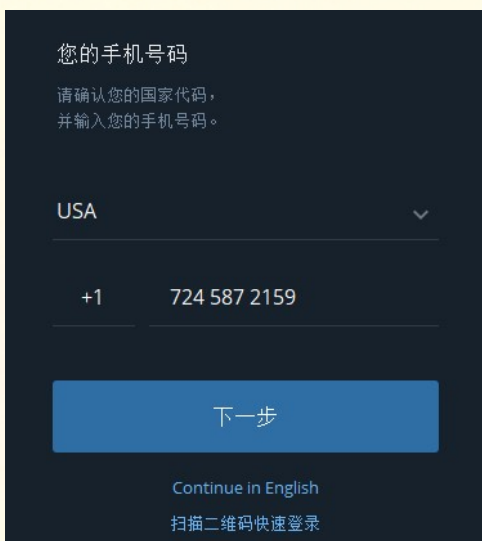 您的手机号码
请确认您的国家代码，
并输入您的手机号码。
USA
+1 724 587 2159
下一步
Continue in English
扫描二维码快速登录